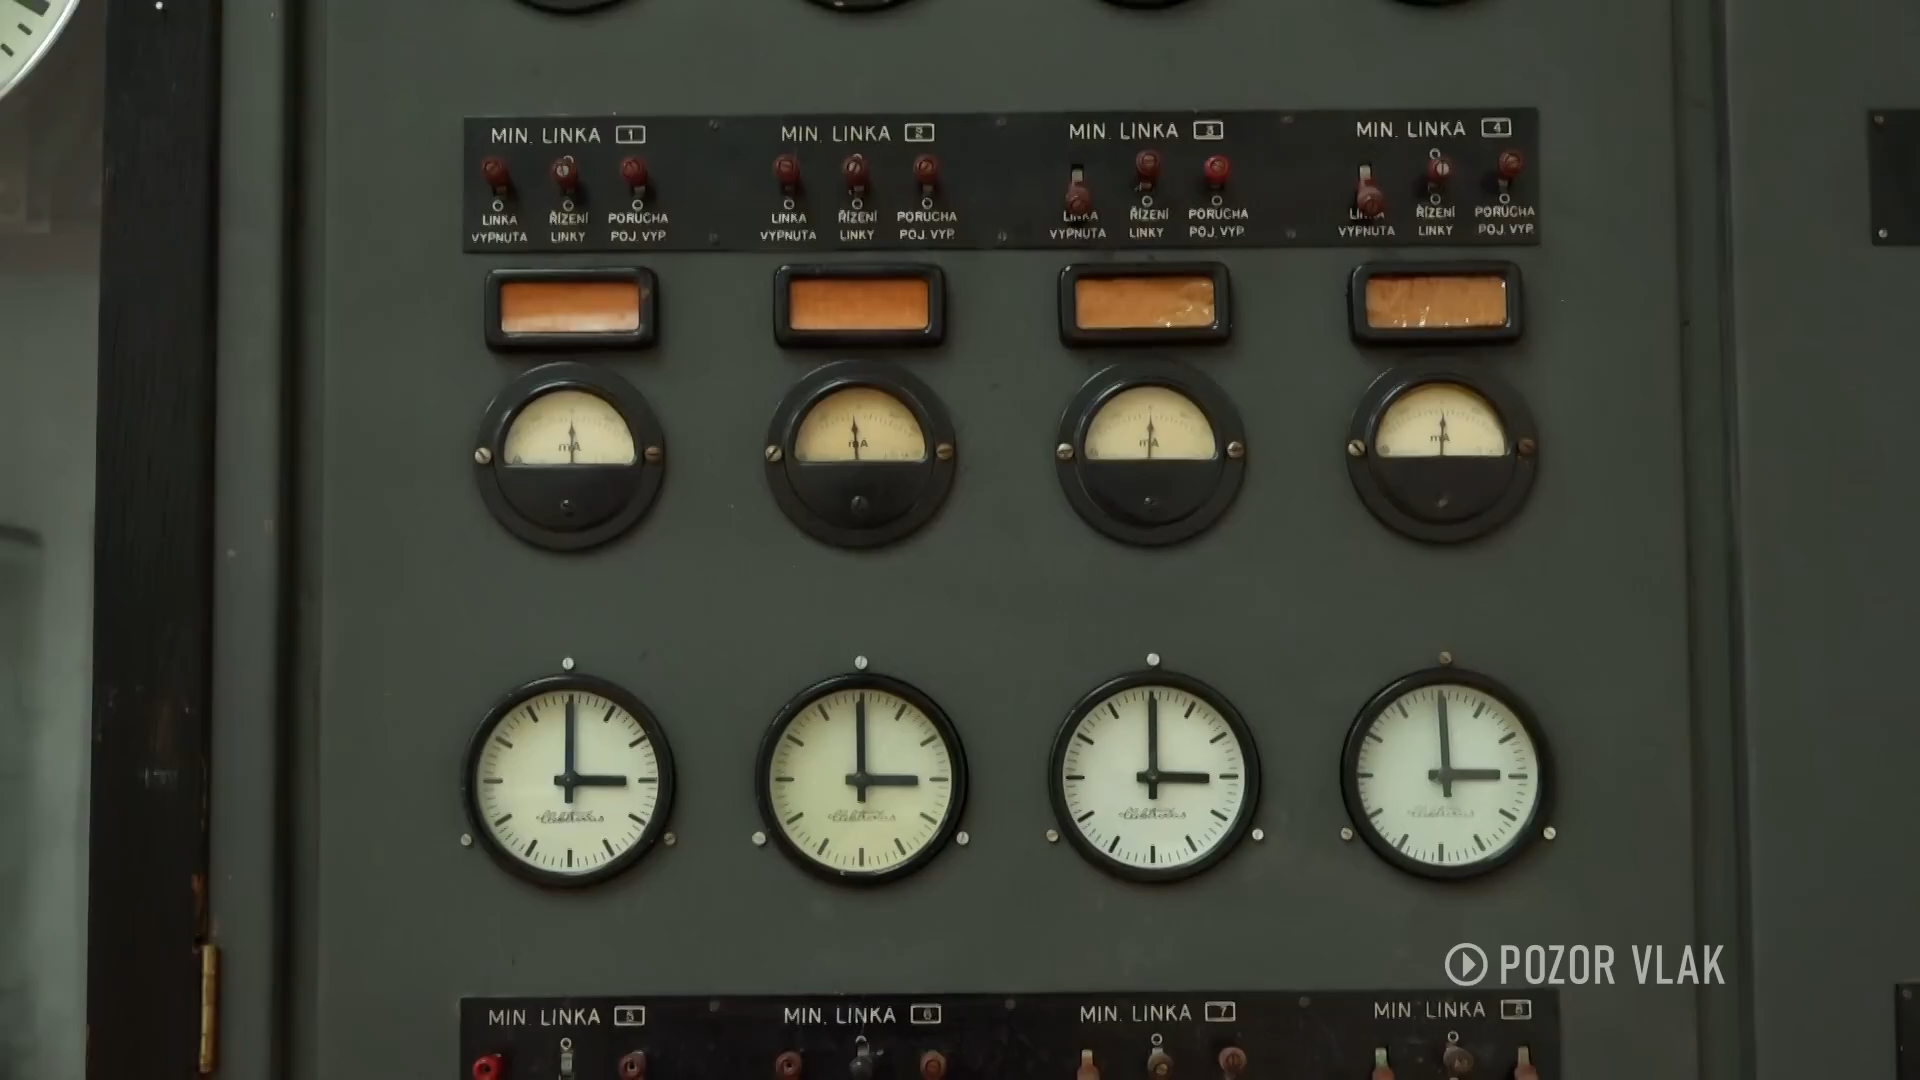 MIN. LINKA 1
MIN. LINKA 2
MIN. LINKA 3
MIN. LINKA 4
LINKA VYPNUTA
ŘÍZENÍ LINKY
PORUCHA POJ. VYP.
LINKA VYPNUTA
ŘÍZENÍ LINKY
PORUCHA POJ. VYP.
LINKA VYPNUTA
ŘÍZENÍ LINKY
PORUCHA POJ. VYP.
VYPNUTA
ŘÍZENÍ LINKY
PORUCHA POJ. VYP.
mA
mA
mA
mA
POZOR VLAK
MIN. LINKA 5
MIN. LINKA 6
MIN. LINKA 7
MIN. LINKA 8